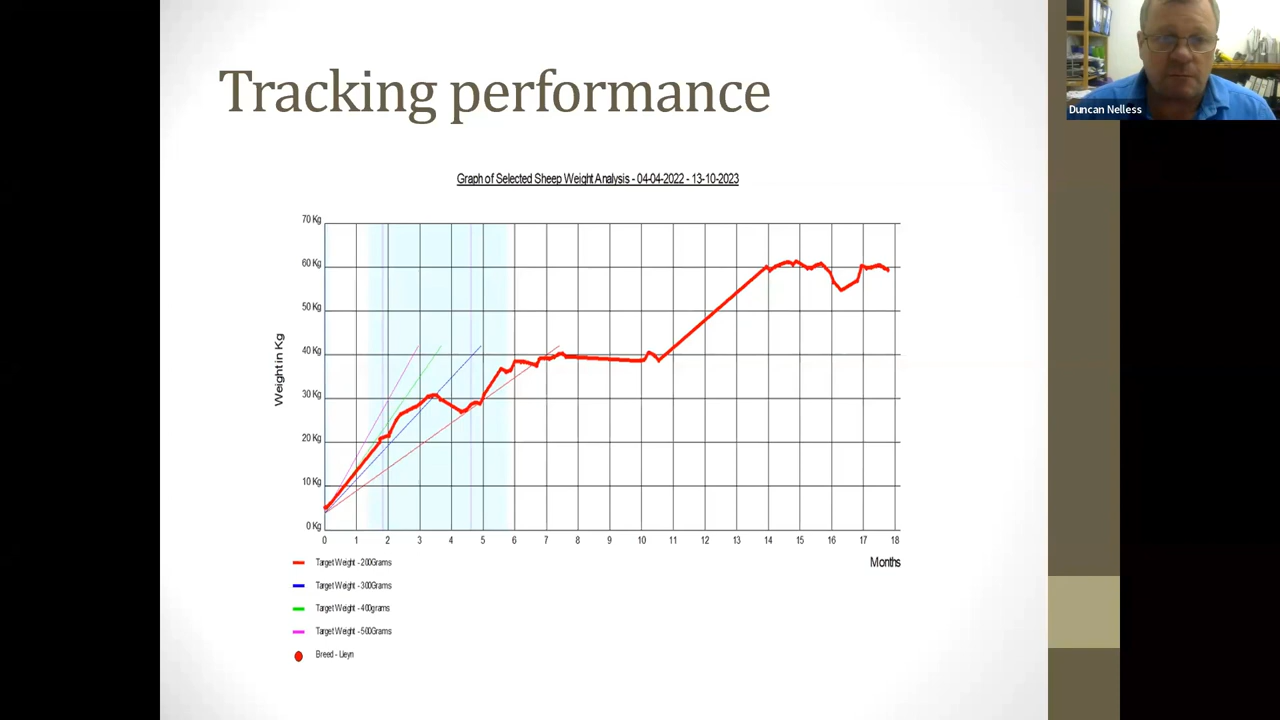 Tracking performance
Duncan Nelless
Graph of Selected Sheep Weight Analysis - 04-04-2022 - 13-10-2023
70 Kg
60 Kg
50 Kg
40 Kg
30 Kg
20 Kg
10 Kg
0 Kg
Weight in Kg
0 1 2 3 4 5 6 7 8 9 10 11 12 13 14 15 16 17 18
Months
Target Weight - 200Grams
Target Weight - 300Grams
Target Weight - 400grams
Target Weight - 500Grams
Breed - Lleyn